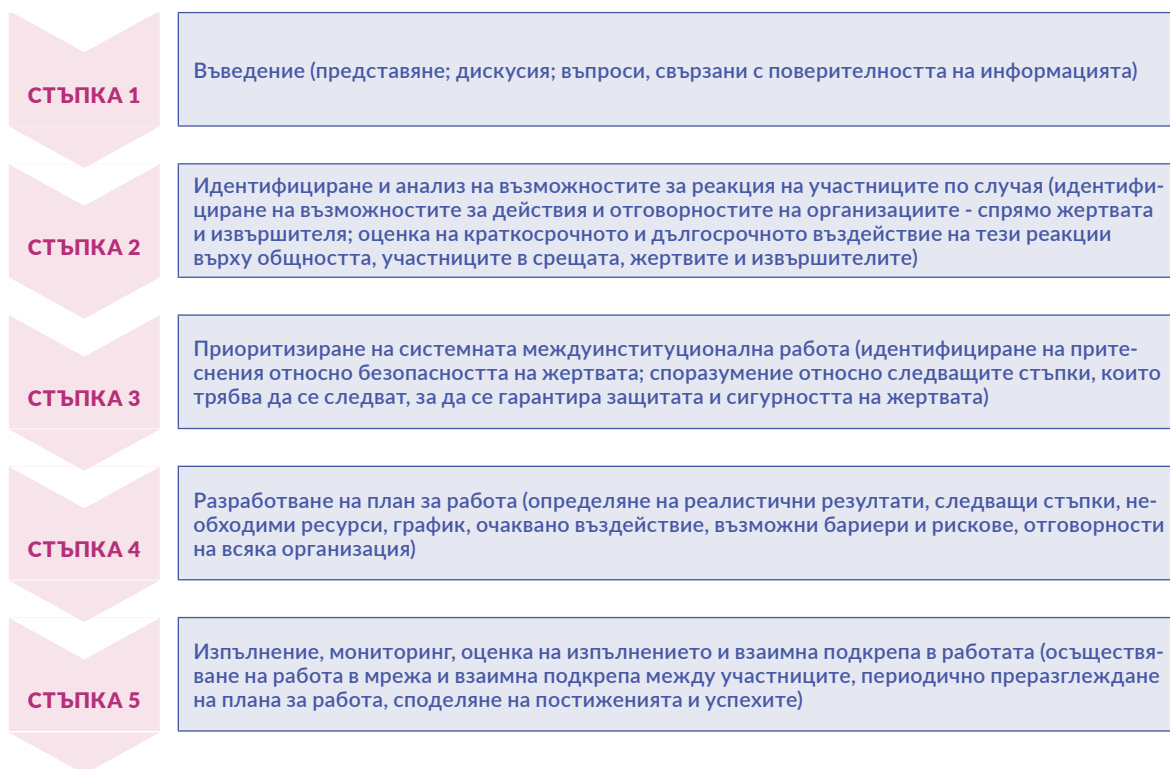 СТЪПКА 1
Въведение (представяне; дискусия; въпроси, свързани с поверителността на информацията)
СТЪПКА 2
Идентифициране и анализ на възможностите за реакция на участниците по случая (идентифи-
циране на възможностите за действия и отговорностите на организациите - спрямо жертвата
и извършителя; оценка на краткосрочното и дългосрочното въздействие на тези реакции
върху общността, участниците в срещата, жертвите и извършителите)
СТЪПКА 3
Приоритизиране на системната междуинституционална работа (идентифициране на прите-
снения относно безопасността на жертвата; споразумение относно следващите стъпки, които
трябва да се следват, за да се гарантира защитата и сигурността на жертвата)
СТЪПКА 4
Разработване на план за работа (определяне на реалистични резултати, следващи стъпки, не-
обходими ресурси, график, очаквано въздействие, възможни бариери и рискове, отговорности
на всяка организация)
СТЪПКА 5
Изпълнение, мониторинг, оценка на изпълнението и взаимна подкрепа в работата (осъществя-
ване на работа в мрежа и взаимна подкрепа между участниците, периодично преразглеждане
на плана за работа, споделяне на постиженията и успехите)